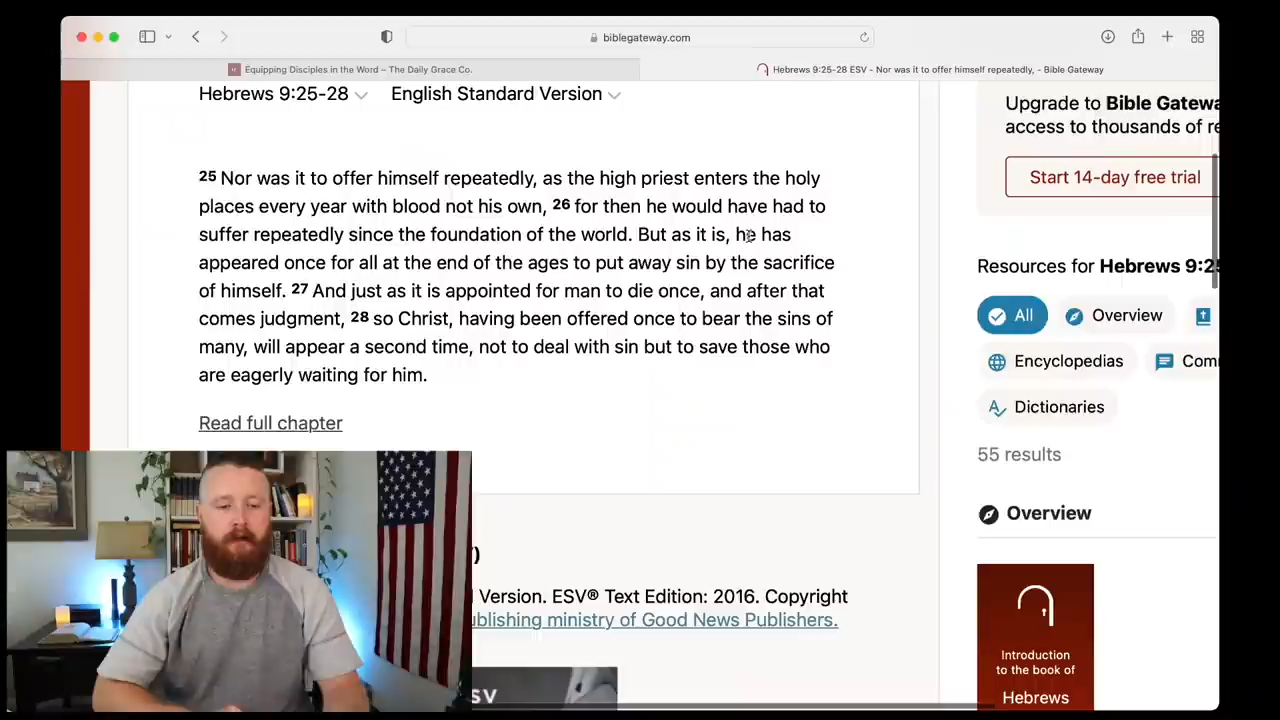 biblegateway.com
Equipping Disciples in the Word – The Daily Grace Co.
Hebrews 9:25-28 ESV - Nor was it to offer himself repeatedly, - Bible Gateway
Hebrews 9:25-28 English Standard Version
25 Nor was it to offer himself repeatedly, as the high priest enters the holy
places every year with blood not his own, 26 for then he would have had to
suffer repeatedly since the foundation of the world. But as it is, he has
appeared once for all at the end of the ages to put away sin by the sacrifice
of himself. 27 And just as it is appointed for man to die once, and after that
comes judgment, 28 so Christ, having been offered once to bear the sins of
many, will appear a second time, not to deal with sin but to save those who
are eagerly waiting for him.
Read full chapter
Version. ESV® Text Edition: 2016. Copyright
ublishing ministry of Good News Publishers.
SV
Upgrade to Bible Gatew
access to thousands of re
Start 14-day free trial
Resources for Hebrews 9:2
All
Overview
Encyclopedias
Com
Dictionaries
55 results
Overview
Introduction
to the book of
Hebrews